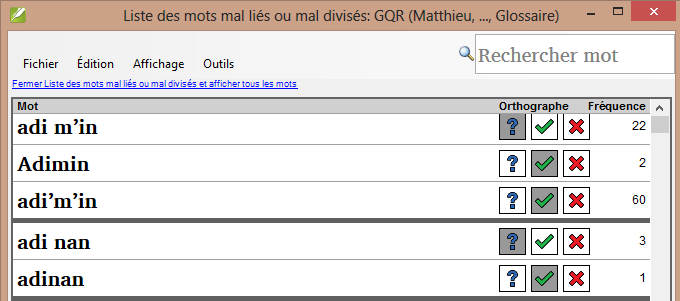 Liste des mots mal liés ou mal divisés: GQR (Matthieu, ..., Glossaire)
Fichier Édition Affichage Outils Rechercher mot
Fermer Liste des mots mal liés ou mal divisés et afficher tous les mots
Mot Orthographe Fréquence
adi m’in 22
Adimin 2
adi’m’in 60
adi nan 3
adinan 1